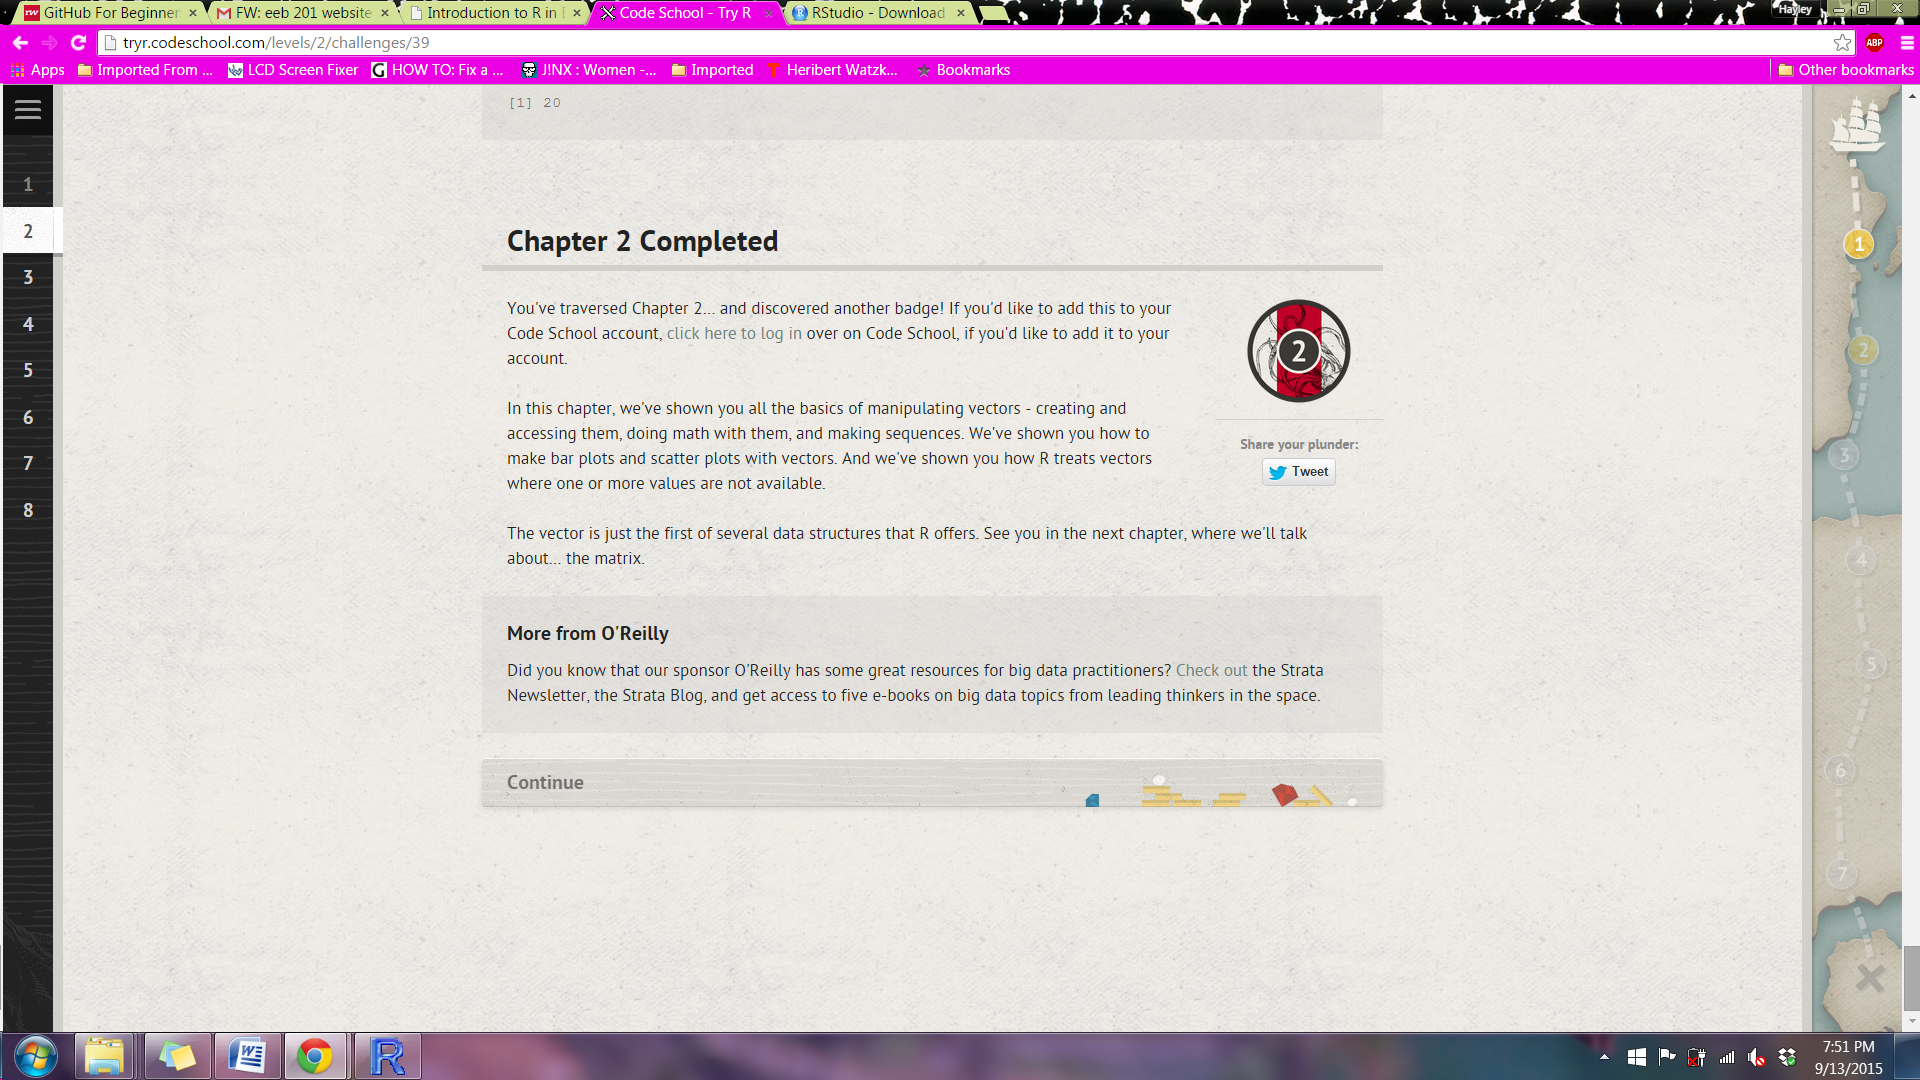 GitHub For Beginner
FW: eeb 201 website
Introduction to R in
Code School - Try R
RStudio - Download
Hayley
tryr.codeschool.com/levels/2/challenges/39
ABP
Apps
Imported From ...
LCD Screen Fixer
HOW TO: Fix a ...
J!NX : Women -...
Imported
Heribert Watzk...
Bookmarks
Other bookmarks
[1] 20
1
2
3
4
5
6
7
8
Chapter 2 Completed
You've traversed Chapter 2... and discovered another badge! If you'd like to add this to your
Code School account, click here to log in over on Code School, if you'd like to add it to your
account.
2
In this chapter, we've shown you all the basics of manipulating vectors - creating and
accessing them, doing math with them, and making sequences. We've shown you how to
make bar plots and scatter plots with vectors. And we've shown you how R treats vectors
where one or more values are not available.
Share your plunder:
Tweet
The vector is just the first of several data structures that R offers. See you in the next chapter, where we'll talk
about... the matrix.
More from O'Reilly
Did you know that our sponsor O'Reilly has some great resources for big data practitioners? Check out the Strata
Newsletter, the Strata Blog, and get access to five e-books on big data topics from leading thinkers in the space.
Continue
1
2
3
4
5
6
7
7:51 PM
9/13/2015